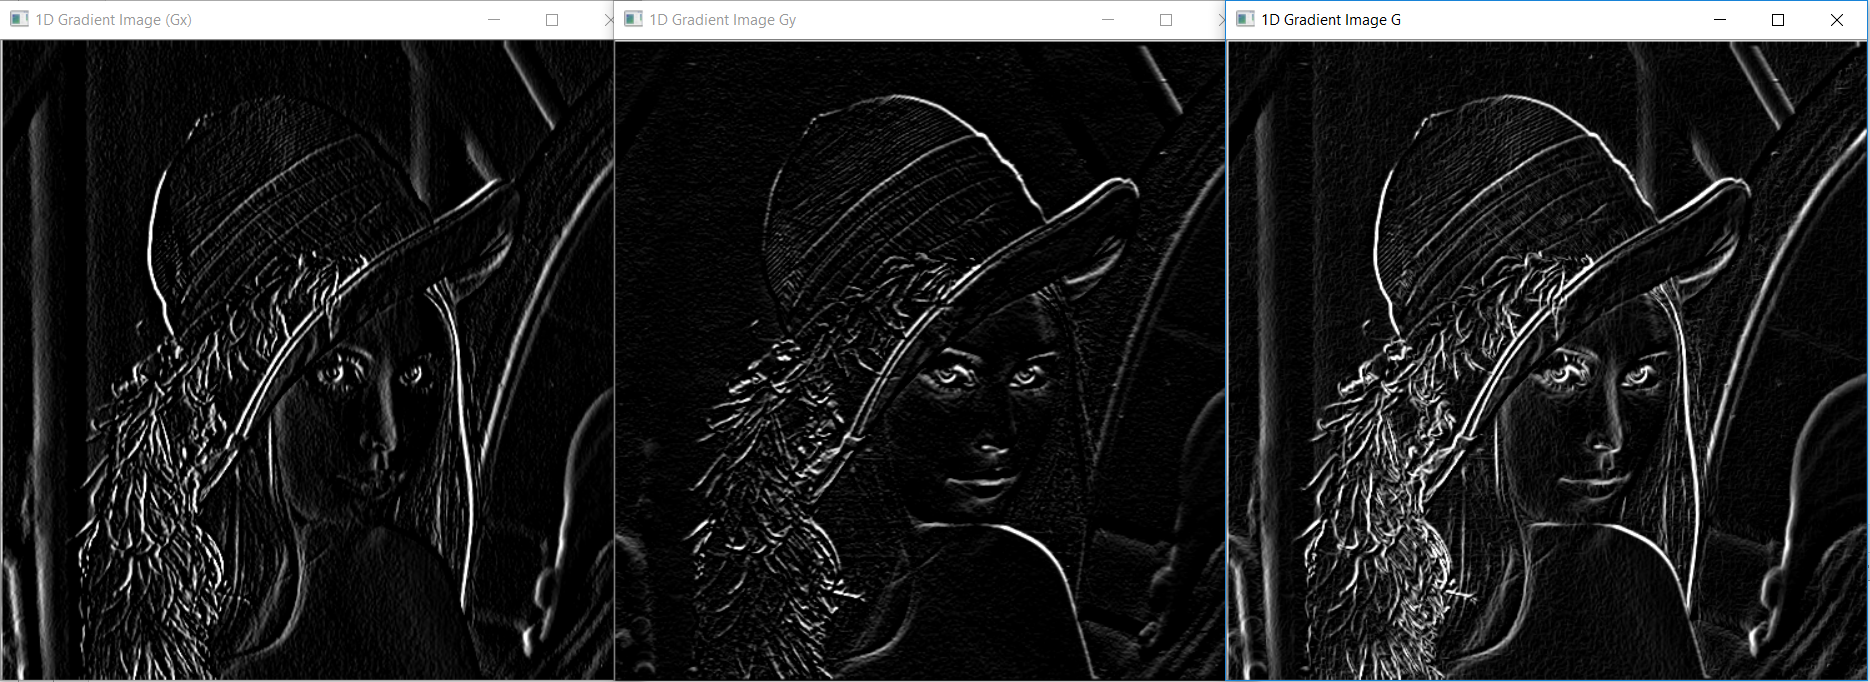 1D Gradient Image (Gx)
1D Gradient Image Gy
1D Gradient Image G